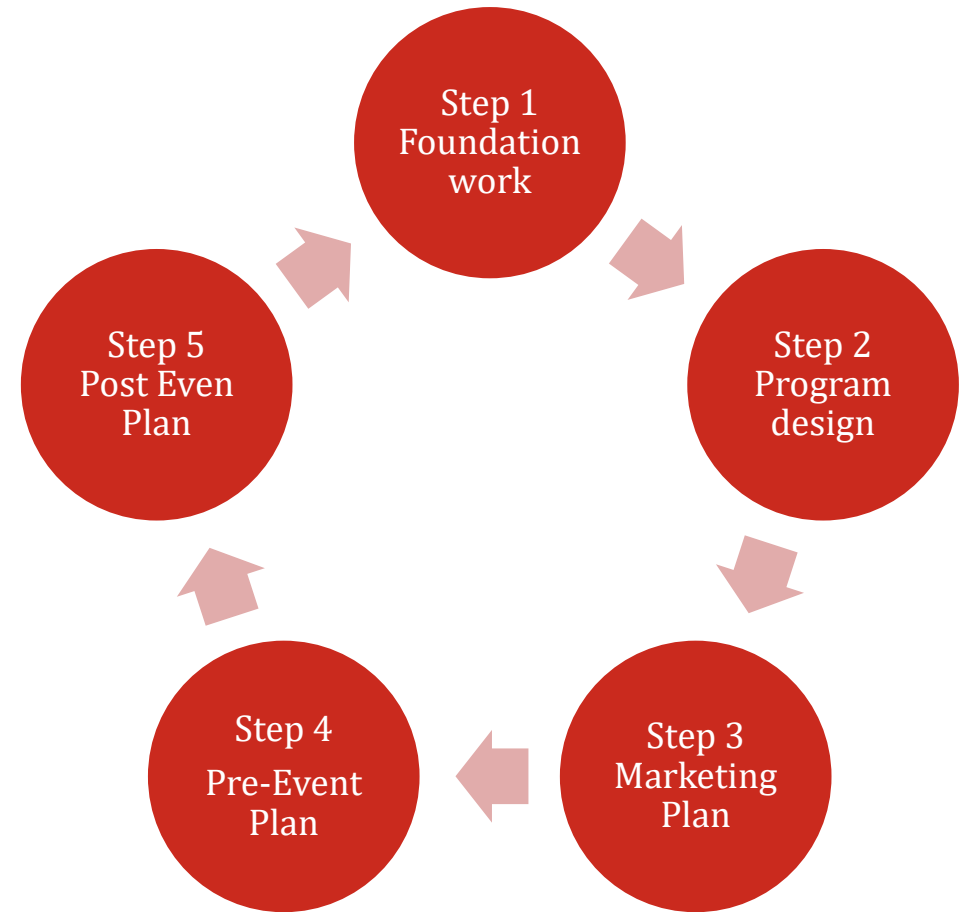 Step 1
Foundation
work
Step 2
Program
design
Step 3
Marketing
Plan
Step 4
Pre-Event
Plan
Step 5
Post Even
Plan